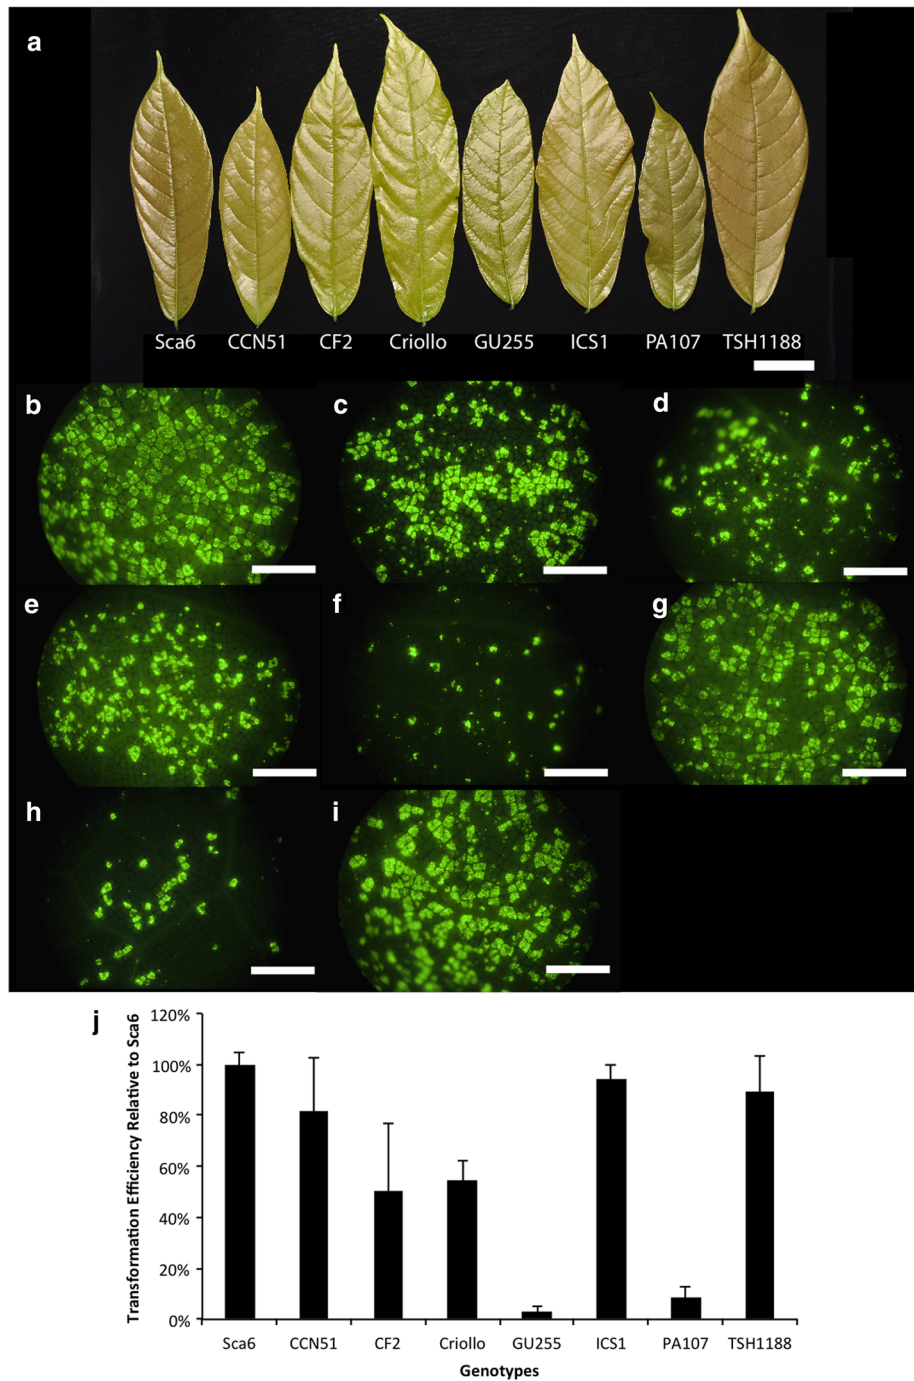 a
Sca6 CCN51 CF2 Criollo GU255 ICS1 PA107 TSH1188
b c d
e f g
h i
j
Transformation Efficiency Relative to Sca6
120%
100%
80%
60%
40%
20%
0%
Sca6 CCN51 CF2 Criollo GU255 ICS1 PA107 TSH1188
Genotypes